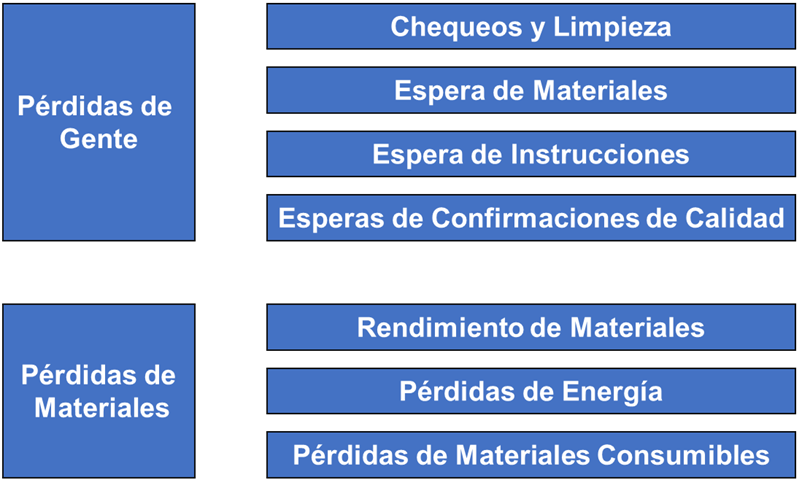 Pérdidas de
Gente
Chequeos y Limpieza
Espera de Materiales
Espera de Instrucciones
Esperas de Confirmaciones de Calidad
Pérdidas de
Materiales
Rendimiento de Materiales
Pérdidas de Energía
Pérdidas de Materiales Consumibles